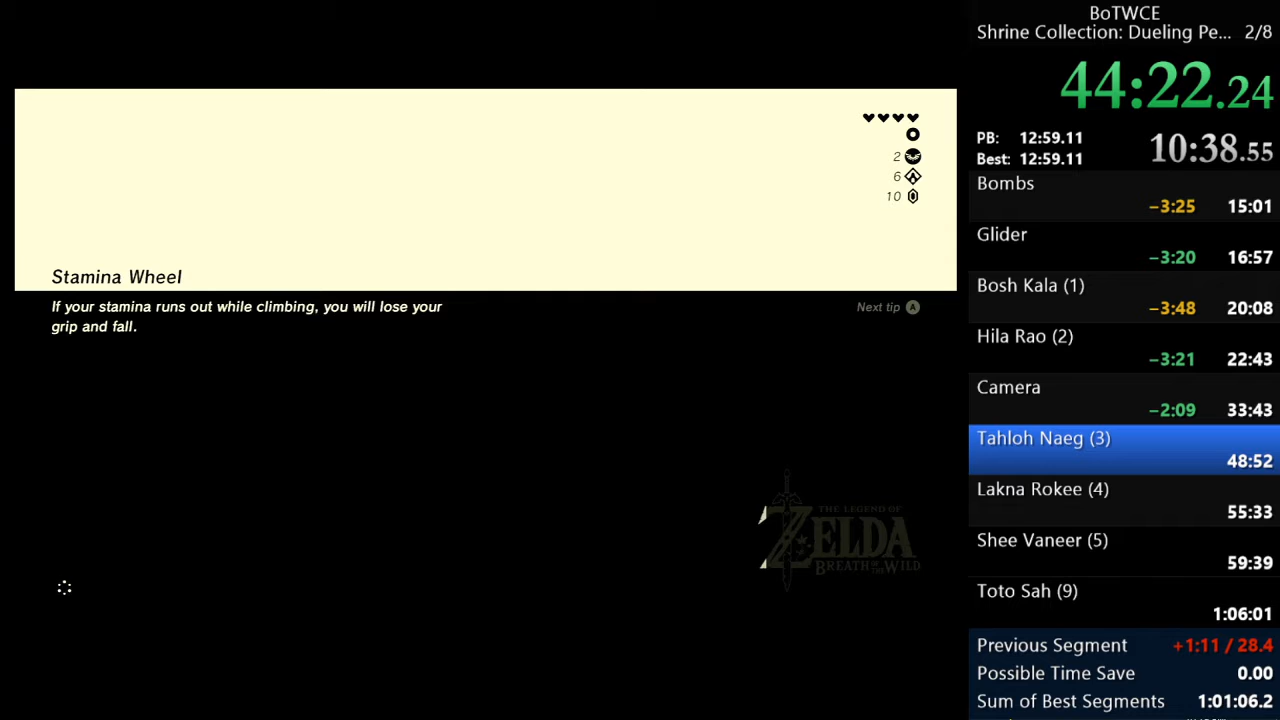 BoTWCE
Shrine Collection: Dueling Pe... 2/8
44:22.24
PB: 12:59.11
Best: 12:59.11
10:38.55
Bombs
−3:25 15:01
Glider
−3:20 16:57
Bosh Kala (1)
−3:48 20:08
Hila Rao (2)
−3:21 22:43
Camera
−2:09 33:43
Tahloh Naeg (3)
48:52
Lakna Rokee (4)
55:33
Shee Vaneer (5)
59:39
Toto Sah (9)
1:06:01
Previous Segment +1:11 / 28.4
Possible Time Save 0.00
Sum of Best Segments 1:01:06.2
2
6
10
Stamina Wheel
If your stamina runs out while climbing, you will lose your
grip and fall.
Next tip A
THE LEGEND OF
ZELDA
BREATH OF THE WILD